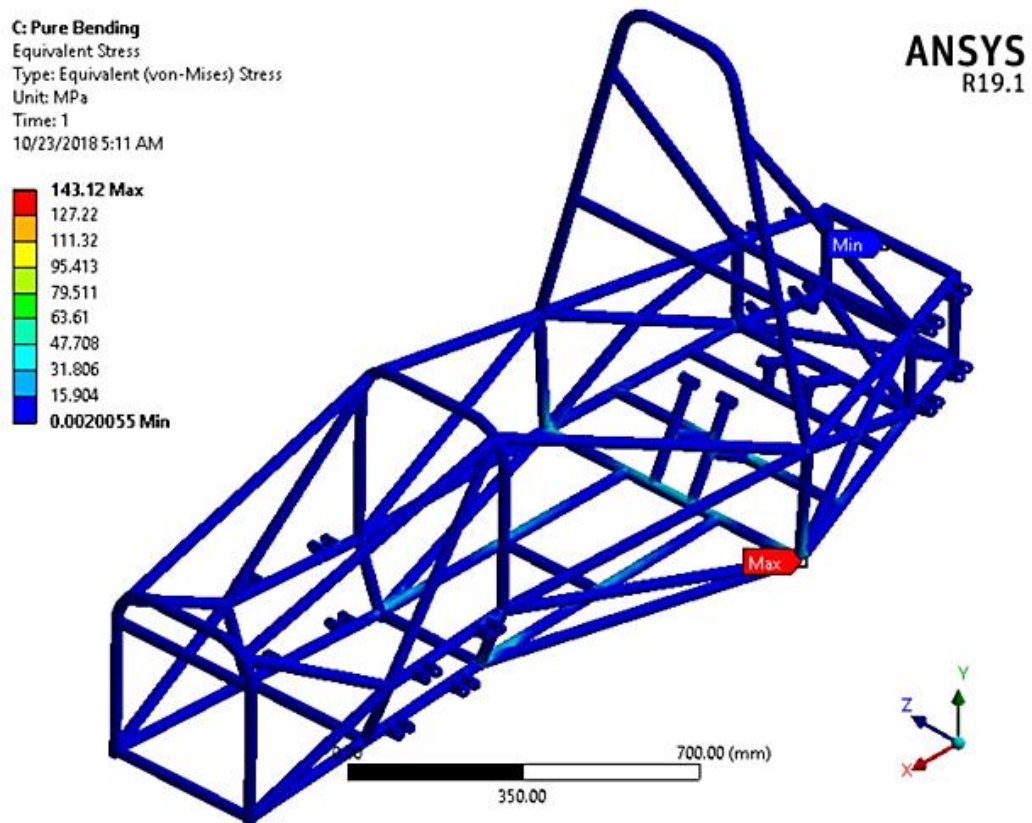 C: Pure Bending
Equivalent Stress
Type: Equivalent (von-Mises) Stress
Unit: MPa
Time: 1
10/23/2018 5:11 AM
ANSYS
R19.1
143.12 Max
127.22
111.32
95.413
79.511
63.61
47.708
31.806
15.904
0.0020055 Min
Min
Max
700.00 (mm)
350.00
Y
Z
X